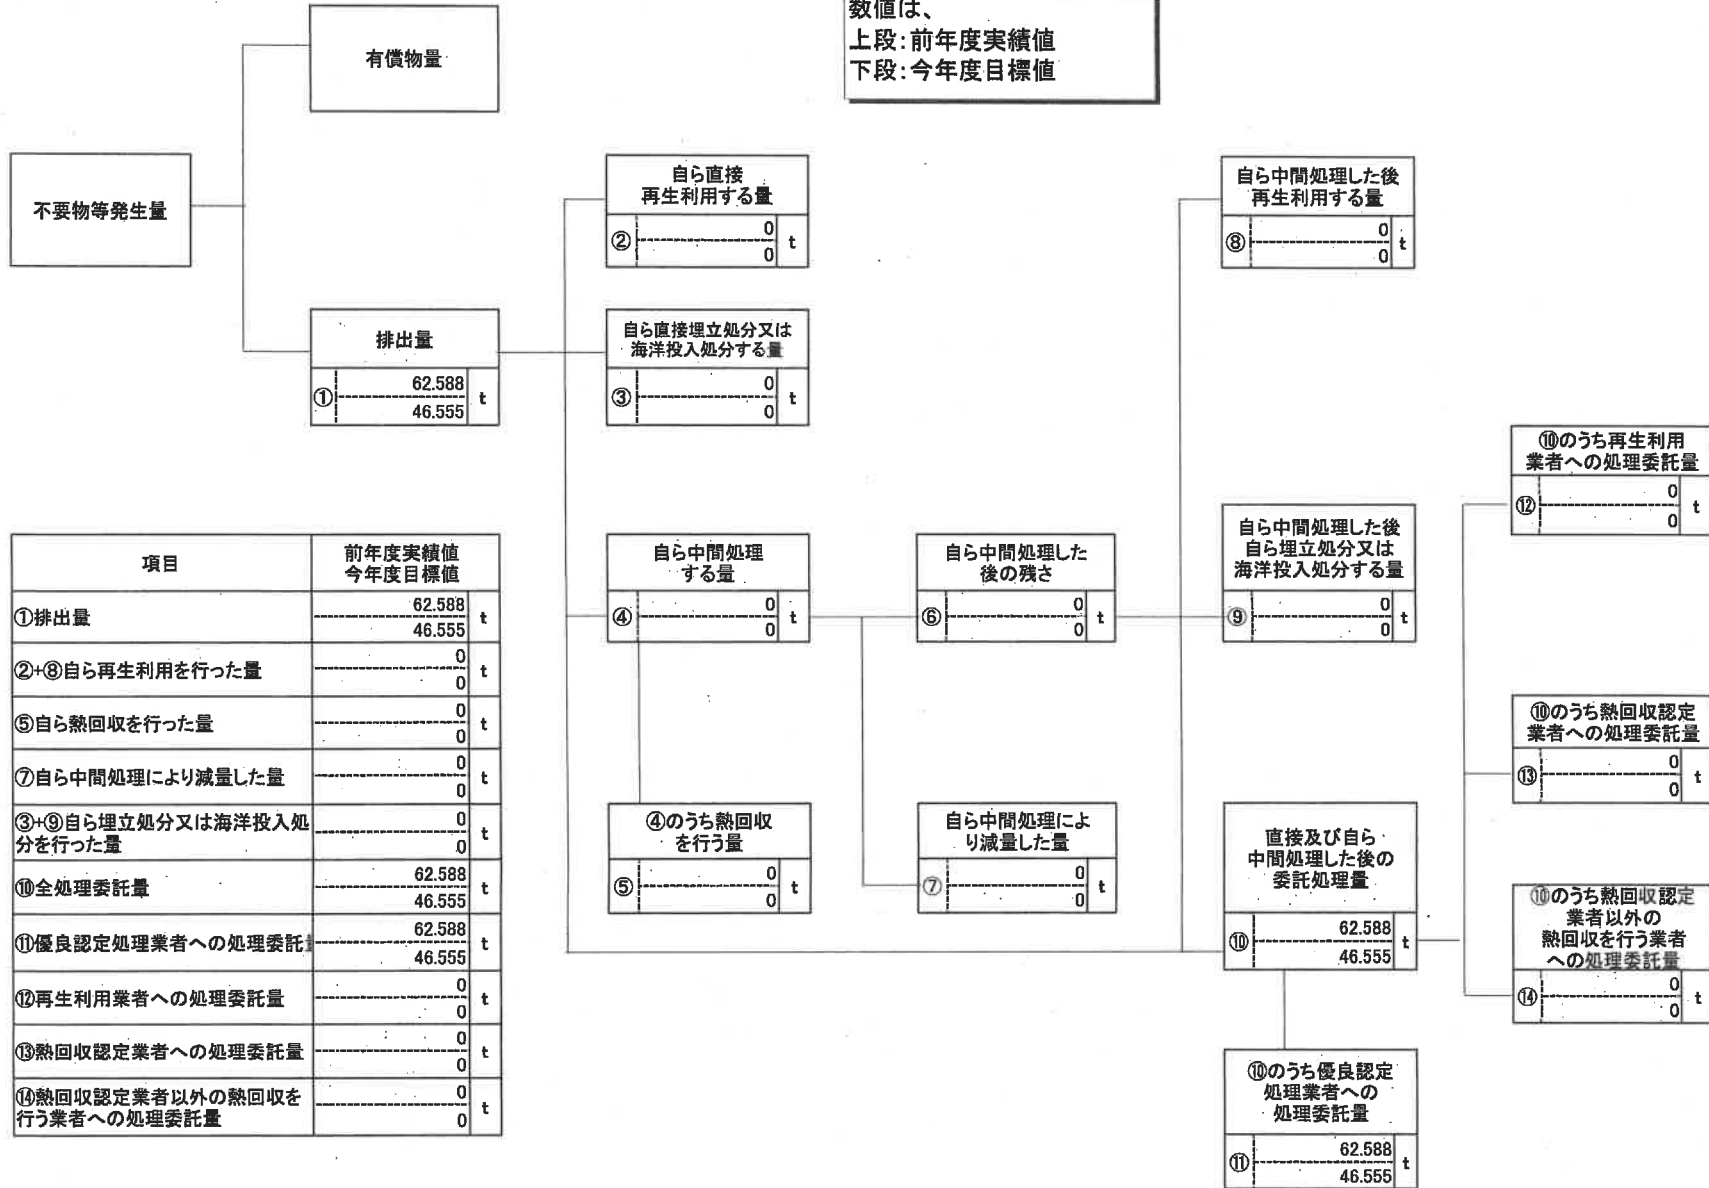 数値は、
上段:前年度実績値
下段:今年度目標値
有償物量
不要物等発生量
排出量
① 62.588 t
46.555
自ら直接
再生利用する量
② 0 t
0
自ら直接埋立処分又は
海洋投入処分する量
③ 0 t
0
自ら中間処理
する量
④ 0 t
0
④のうち熱回収
を行う量
⑤ 0 t
0
自ら中間処理した
後の残さ
⑥ 0 t
0
自ら中間処理によ
り減量した量
⑦ 0 t
0
自ら中間処理した後
再生利用する量
⑧ 0 t
0
自ら中間処理した後
自ら埋立処分又は
海洋投入処分する量
⑨ 0 t
0
直接及び自ら
中間処理した後の
委託処理量
⑩ 62.588 t
46.555
⑩のうち優良認定
処理業者への
処理委託量
⑪ 62.588 t
46.555
⑩のうち再生利用
業者への処理委託量
⑫ 0 t
0
⑩のうち熱回収認定
業者への処理委託量
⑬ 0 t
0
⑩のうち熱回収認定
業者以外の
熱回収を行う業者
への処理委託量
⑭ 0 t
0
項目
前年度実績値
今年度目標値
①排出量 62.588 t
46.555
②+⑧自ら再生利用を行った量 0 t
0
⑤自ら熱回収を行った量 0 t
0
⑦自ら中間処理により減量した量 0 t
0
③+⑨自ら埋立処分又は海洋投入処
分を行った量 0 t
0
⑩全処理委託量 62.588 t
46.555
⑪優良認定処理業者への処理委託 62.588 t
46.555
⑫再生利用業者への処理委託量 0 t
0
⑬熱回収認定業者への処理委託量 0 t
0
⑭熱回収認定業者以外の熱回収を
行う業者への処理委託量 0 t
0